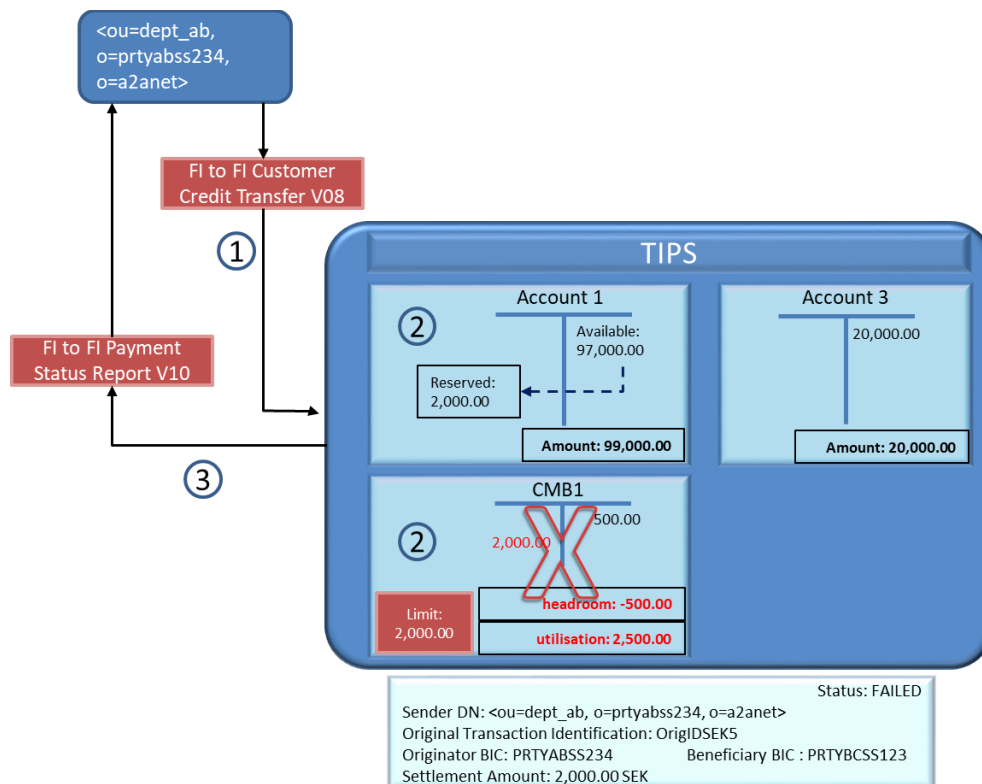 <ou=dept_ab,
o=prtyabss234,
o=a2anet>
FI to FI Customer
Credit Transfer V08
1
TIPS
Account 1
2
Available:
97,000.00
Reserved:
2,000.00
Amount: 99,000.00
Account 3
20,000.00
Amount: 20,000.00
FI to FI Payment
Status Report V10
3
CMB1
2
500.00
2,000.00
Limit:
2,000.00
headroom: -500.00
utilisation: 2,500.00
Status: FAILED
Sender DN: <ou=dept_ab, o=prtyabss234, o=a2anet>
Original Transaction Identification: OrigIDSEK5
Originator BIC: PRTYABSS234 Beneficiary BIC : PRTYBCSS123
Settlement Amount: 2,000.00 SEK